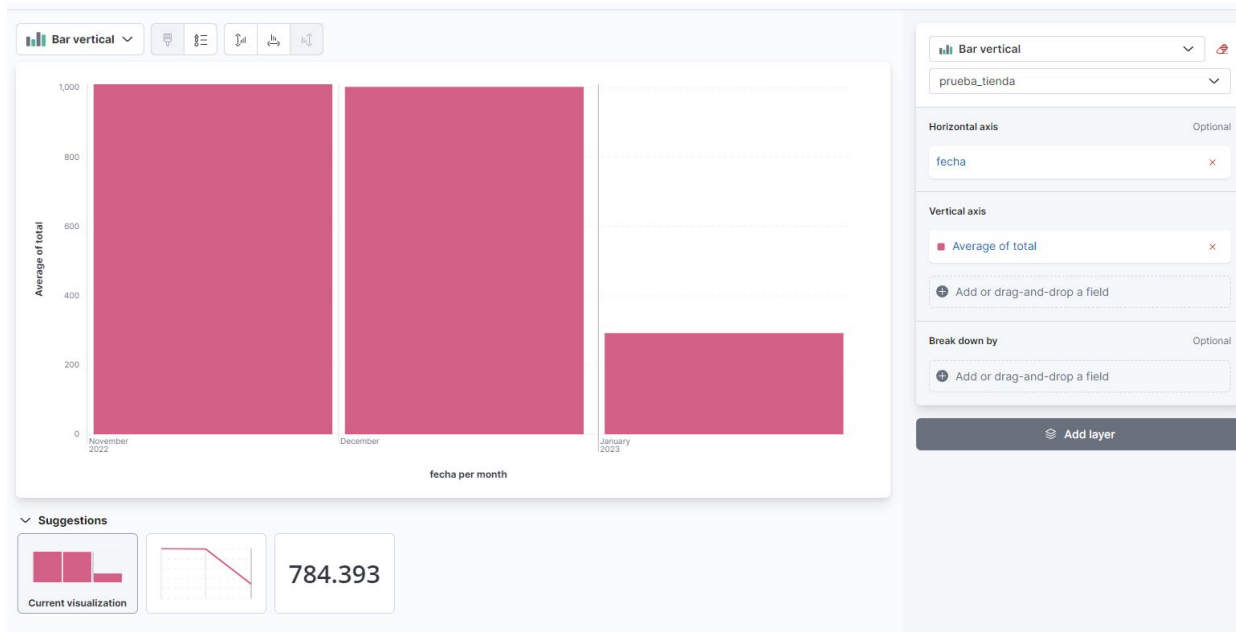 Bar vertical
1,000
800
600
400
200
0
Average of total
November
2022
December
January
2023
fecha per month
Suggestions
Current visualization
784.393
Bar vertical
prueba_tienda
Horizontal axis
Optional
fecha
Vertical axis
Average of total
Add or drag-and-drop a field
Break down by
Optional
Add or drag-and-drop a field
Add layer